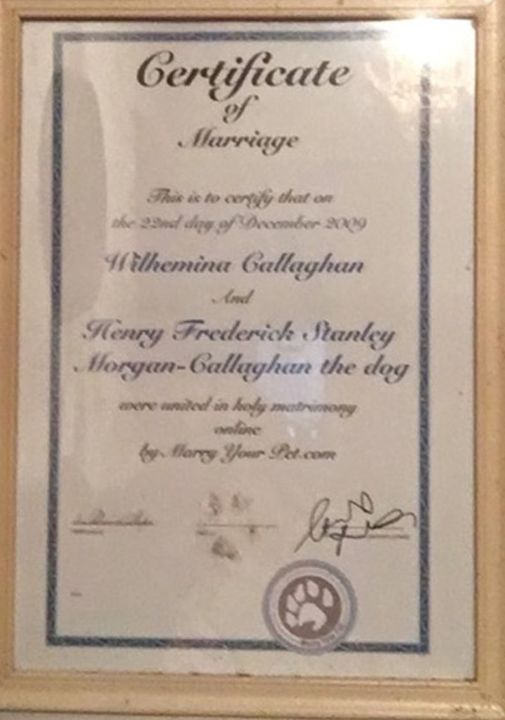 Certificate
of
Marriage
This is to certify that on
the 22nd day of December 2009
Wilhemina Callaghan
And
Henry Frederick Stanley
Morgan-Callaghan the dog
were united in holy matrimony
online
by Marry Your Pet.com